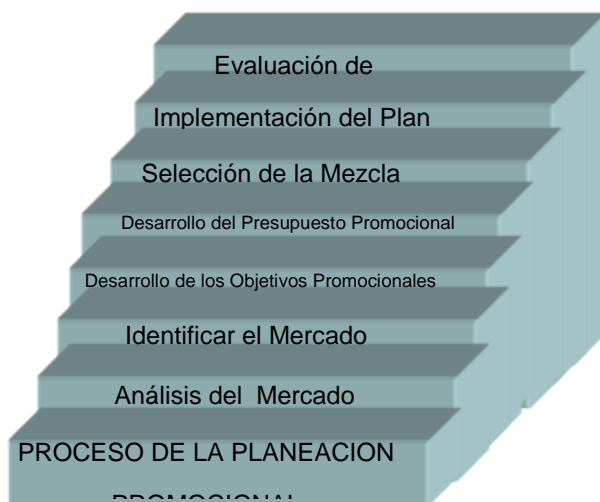 Evaluación de
Implementación del Plan
Selección de la Mezcla
Desarrollo del Presupuesto Promocional
Desarrollo de los Objetivos Promocionales
Identificar el Mercado
Análisis del  Mercado
PROCESO DE LA PLANEACION
PROMOCIONAL